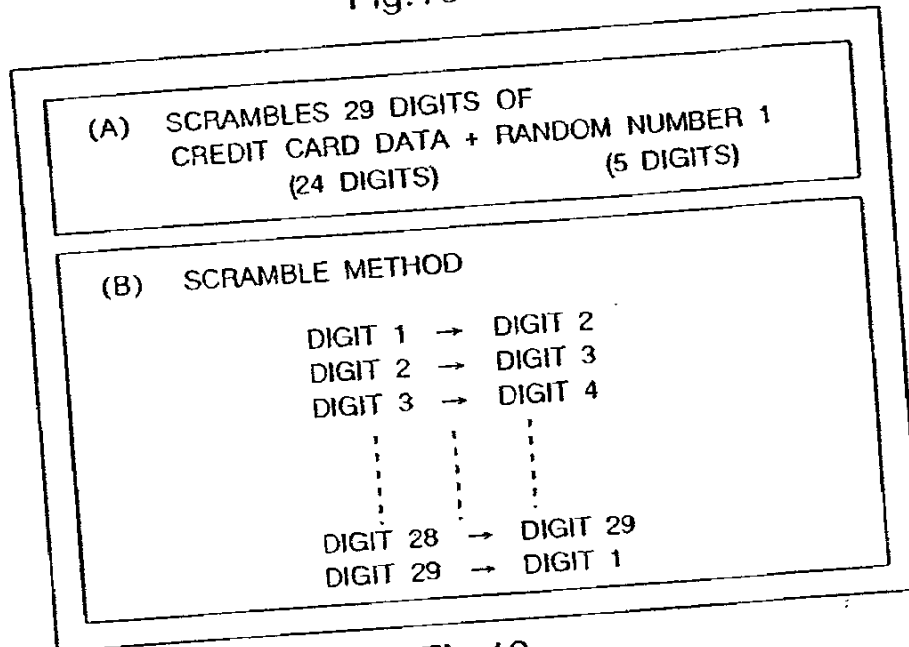 (A) SCRAMBLES 29 DIGITS OF
CREDIT CARD DATA + RANDOM NUMBER 1
(24 DIGITS) (5 DIGITS)
(B) SCRAMBLE METHOD
DIGIT 1 → DIGIT 2
DIGIT 2 → DIGIT 3
DIGIT 3 → DIGIT 4
DIGIT 28 → DIGIT 29
DIGIT 29 → DIGIT 1